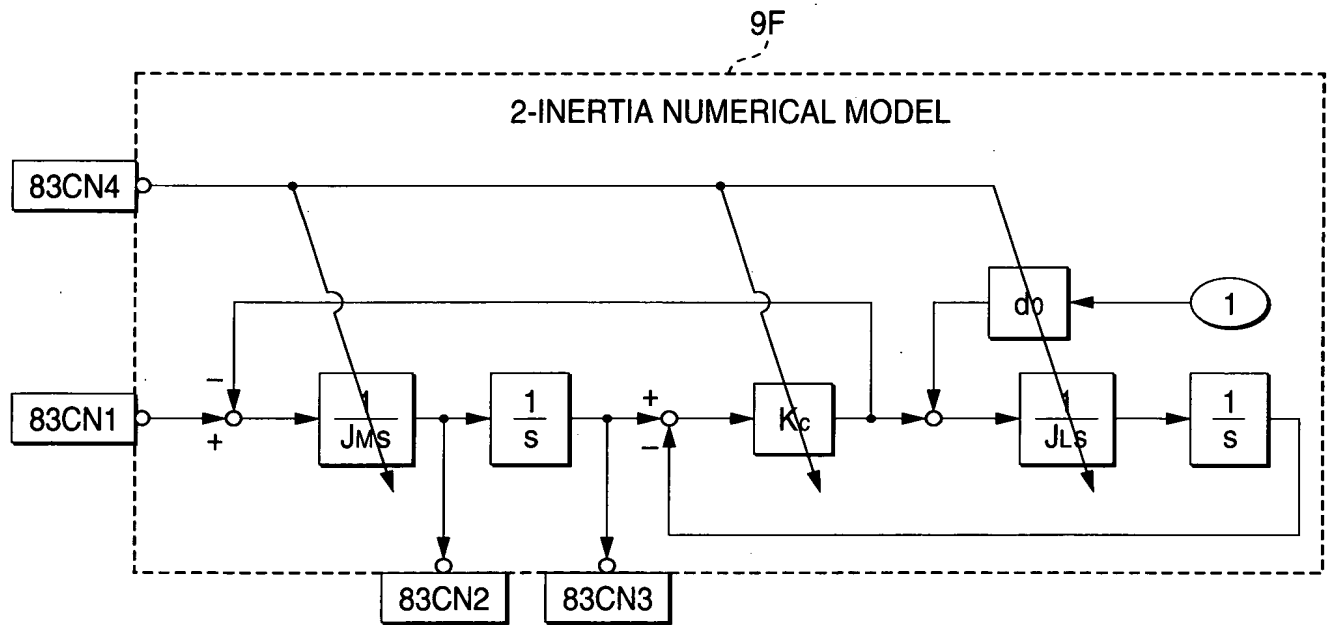 9F
2-INERTIA NUMERICAL MODEL
83CN4
d0
1
−
83CN1
+
1
JMs
1
s
+
−
Kc
1
JLs
1
s
83CN2
83CN3